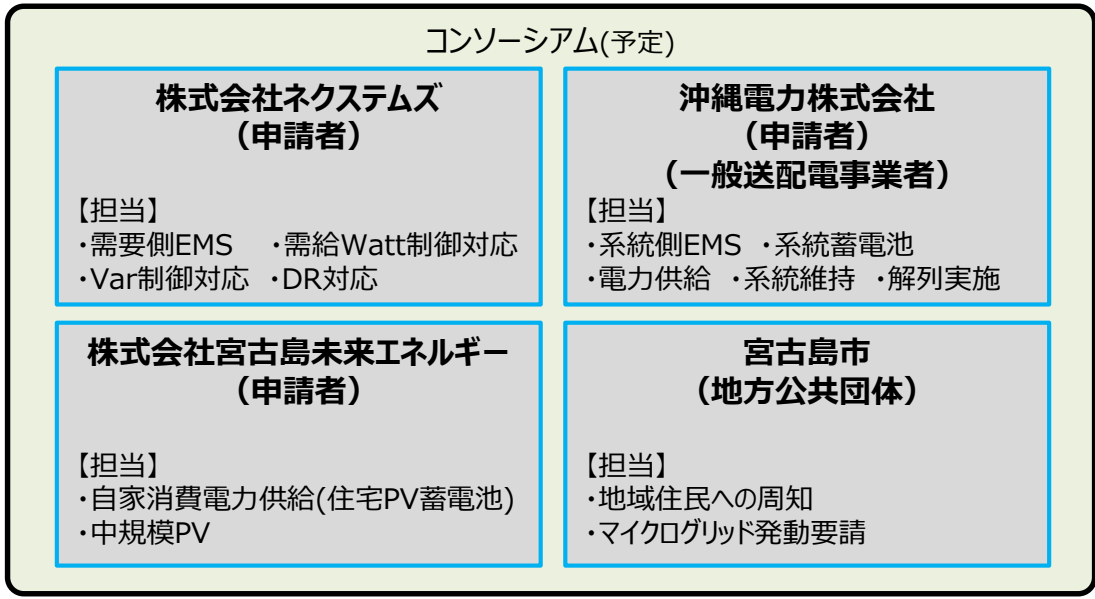 コンソーシアム(予定)
株式会社ネクステムズ
（申請者）
【担当】
・需要側EMS ・需給Watt制御対応
・Var制御対応 ・DR対応
沖縄電力株式会社
（申請者）
（一般送配電事業者）
【担当】
・系統側EMS ・系統蓄電池
・電力供給 ・系統維持 ・解列実施
株式会社宮古島未来エネルギー
（申請者）
【担当】
・自家消費電力供給(住宅PV蓄電池)
・中規模PV
宮古島市
（地方公共団体）
【担当】
・地域住民への周知
・マイクログリッド発動要請